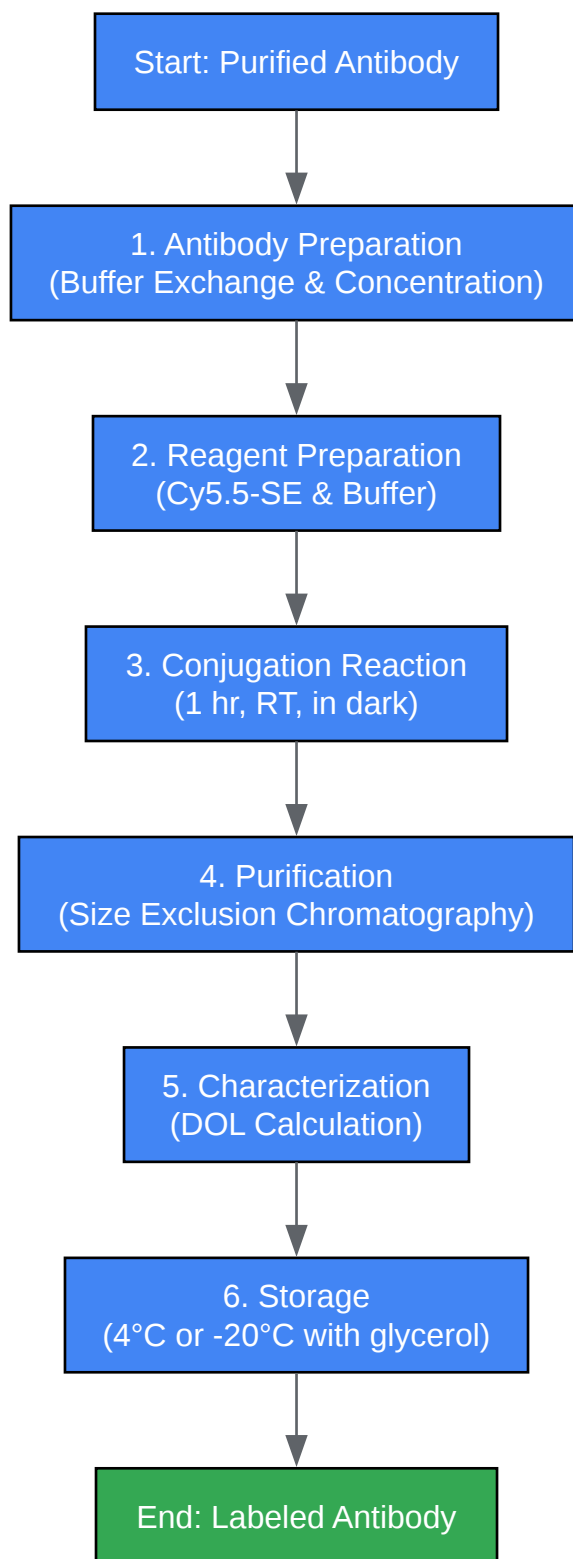 Start: Purified Antibody
1. Antibody Preparation
(Buffer Exchange & Concentration)
2. Reagent Preparation
(Cy5.5-SE & Buffer)
3. Conjugation Reaction
(1 hr, RT, in dark)
4. Purification
(Size Exclusion Chromatography)
5. Characterization
(DOL Calculation)
6. Storage
(4°C or -20°C with glycerol)
End: Labeled Antibody